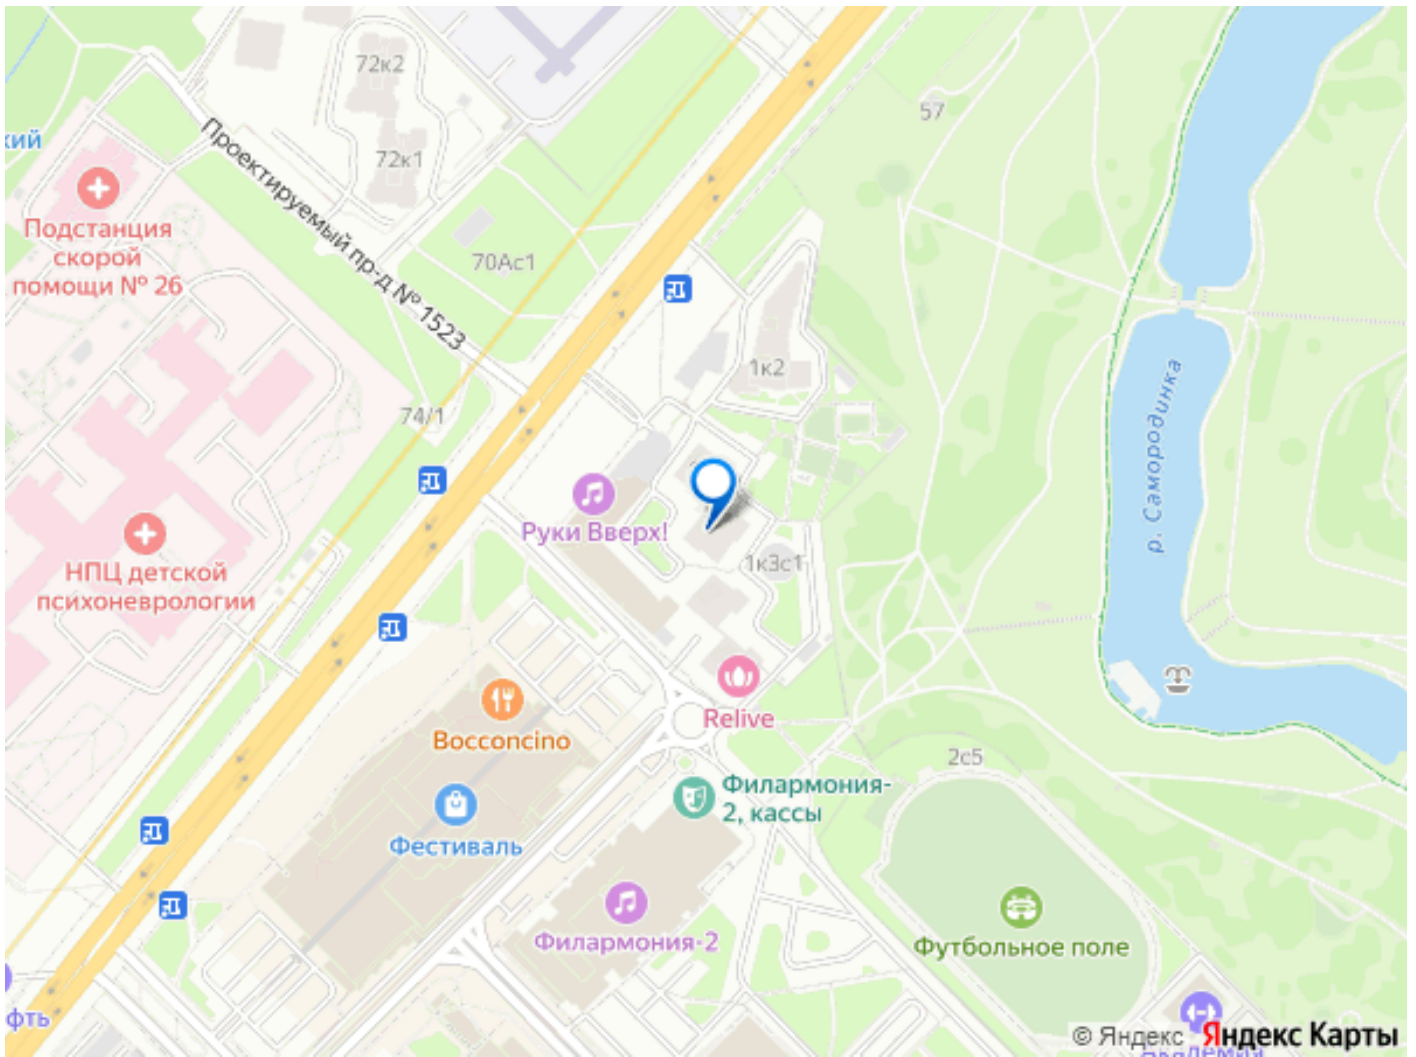 72к2
57
кий
Проектируемый пр-д № 1523
72к1
Подстанция
скорой
помощи № 26
70Ас1
1к2
р. Самородинка
74/1
Руки Вверх!
1к3с1
НПЦ детской
психоневрологии
Relive
Bocconcino
2с5
Филармония-
2, кассы
Фестиваль
Филармония-2
Футбольное поле
фть
© Яндекс Яндекс Карты